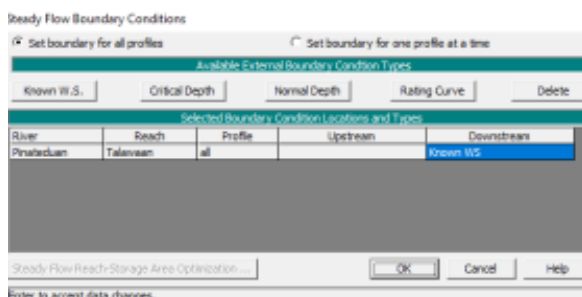 Steady Flow Boundary Conditions
Set boundary for all profiles Set boundary for one profile at a time
Available External Boundary Condtion Types
Known W.S. Critical Depth Normal Depth Rating Curve Delete
Selected Boundary Condition Locations and Types
River Reach Profile Upstream Downstream
Pinateduan Talawaan all Known WS
Steady Flow Reach-Storage Area Optimization ... OK Cancel Help
Enter to accept data changes.